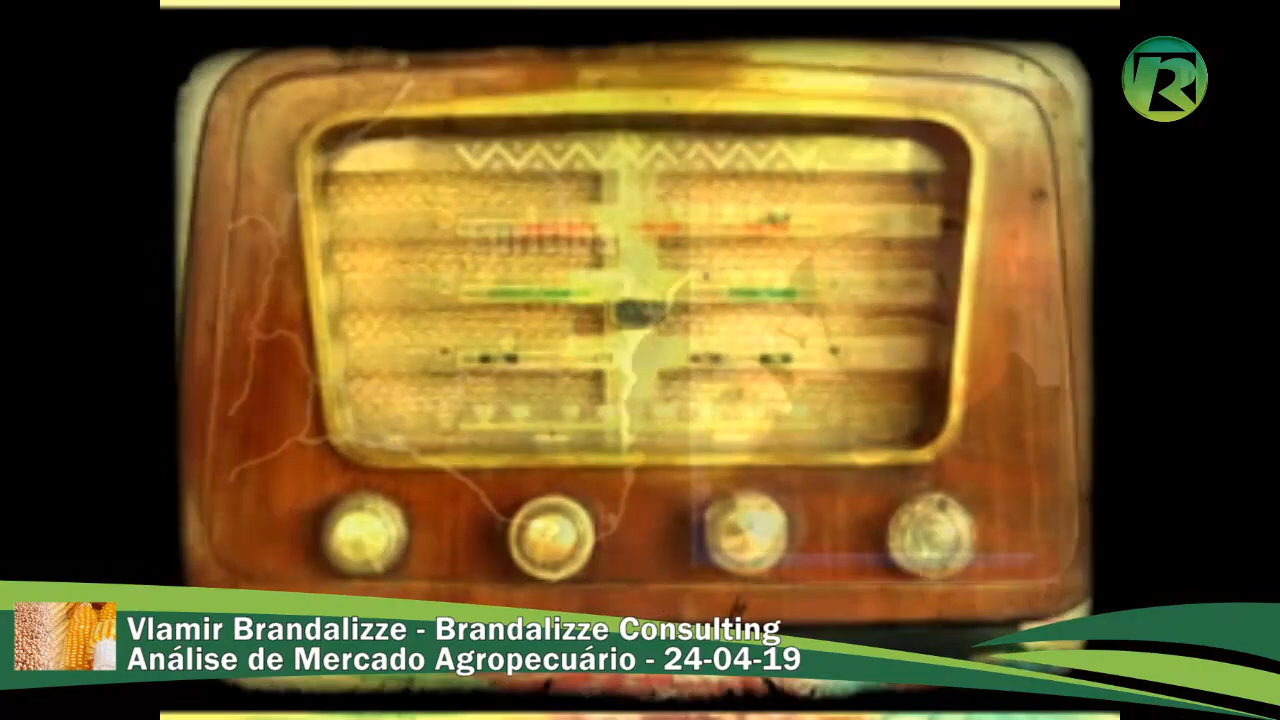 R
Vlamir Brandalizze - Brandalizze Consulting
Análise de Mercado Agropecuário - 24-04-19